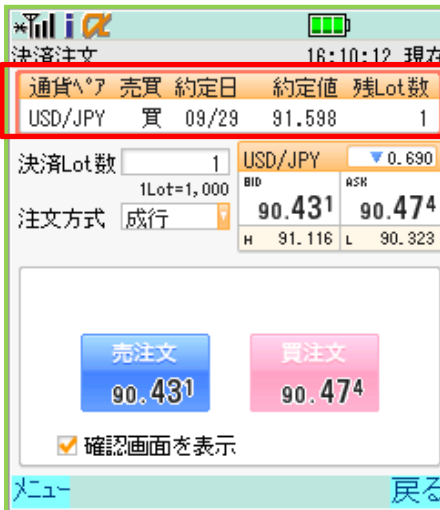 i α
決済注文 16:10:12 現在
通貨ペア 売買 約定日 約定値 残Lot数
USD/JPY 買 09/29 91.598 1
決済Lot数 1
1Lot=1,000
注文方式 成行
USD/JPY ▼0.690
BID ASK
90.431 90.474
H 91.116 L 90.323
売注文 買注文
90.431 90.474
確認画面を表示
メニュー 戻る